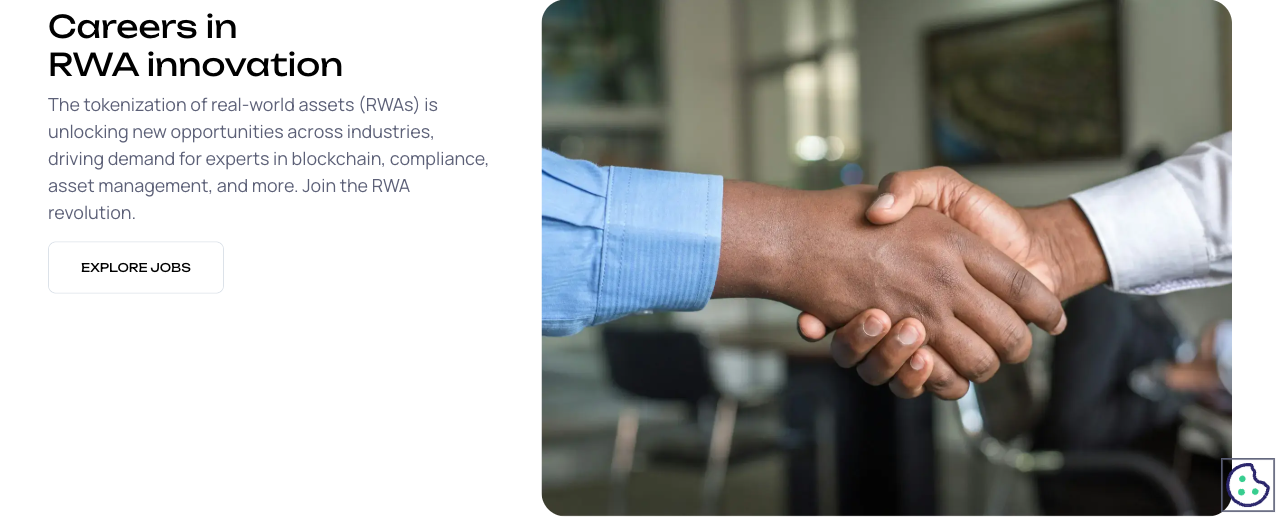 Careers in
RWA innovation
The tokenization of real-world assets (RWAs) is
unlocking new opportunities across industries,
driving demand for experts in blockchain, compliance,
asset management, and more. Join the RWA
revolution.
EXPLORE JOBS